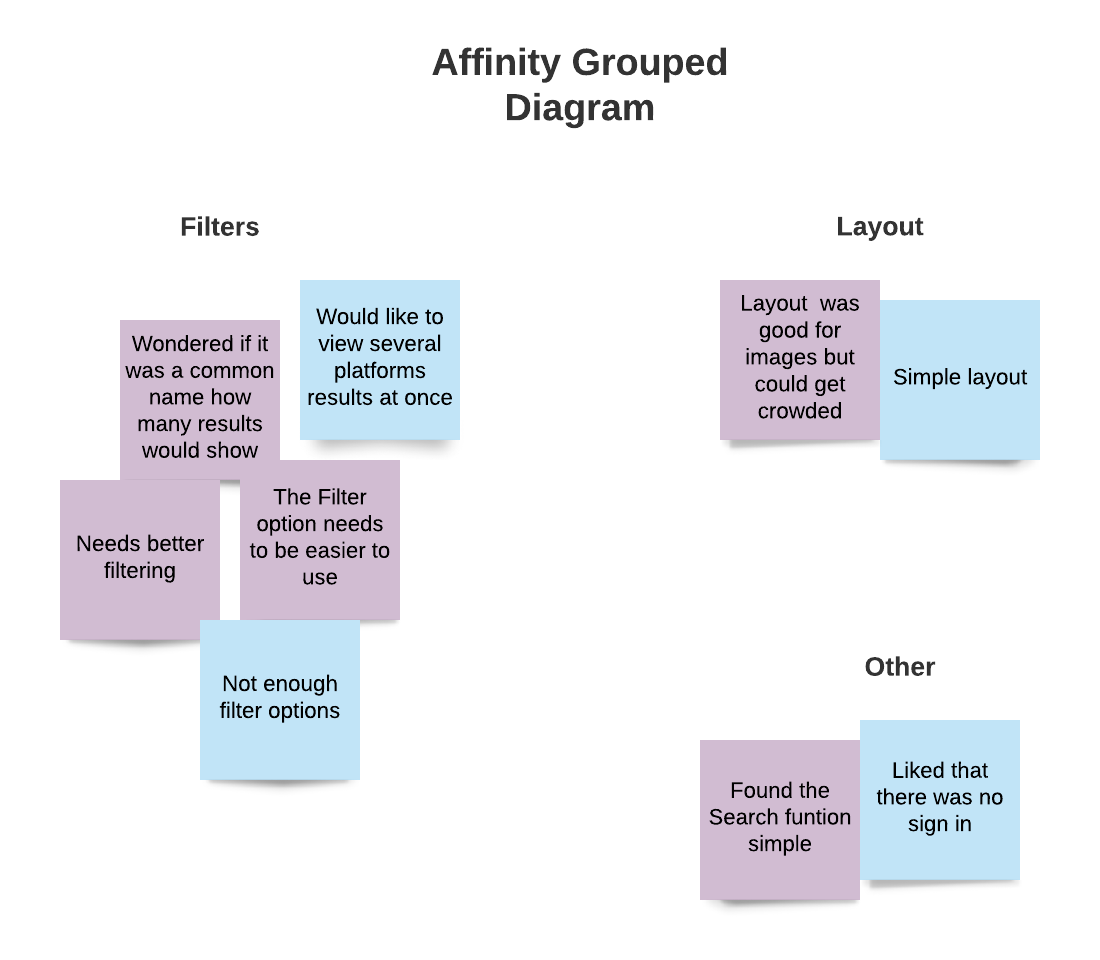 Affinity Grouped
Diagram
Filters
Wondered if it
was a common
name how
many results
would show
Would like to
view several
platforms
results at once
Needs better
filtering
The Filter
option needs
to be easier to
use
Not enough
filter options
Layout
Layout  was
good for
images but
could get
crowded
Simple layout
Other
Found the
Search funtion
simple
Liked that
there was no
sign in